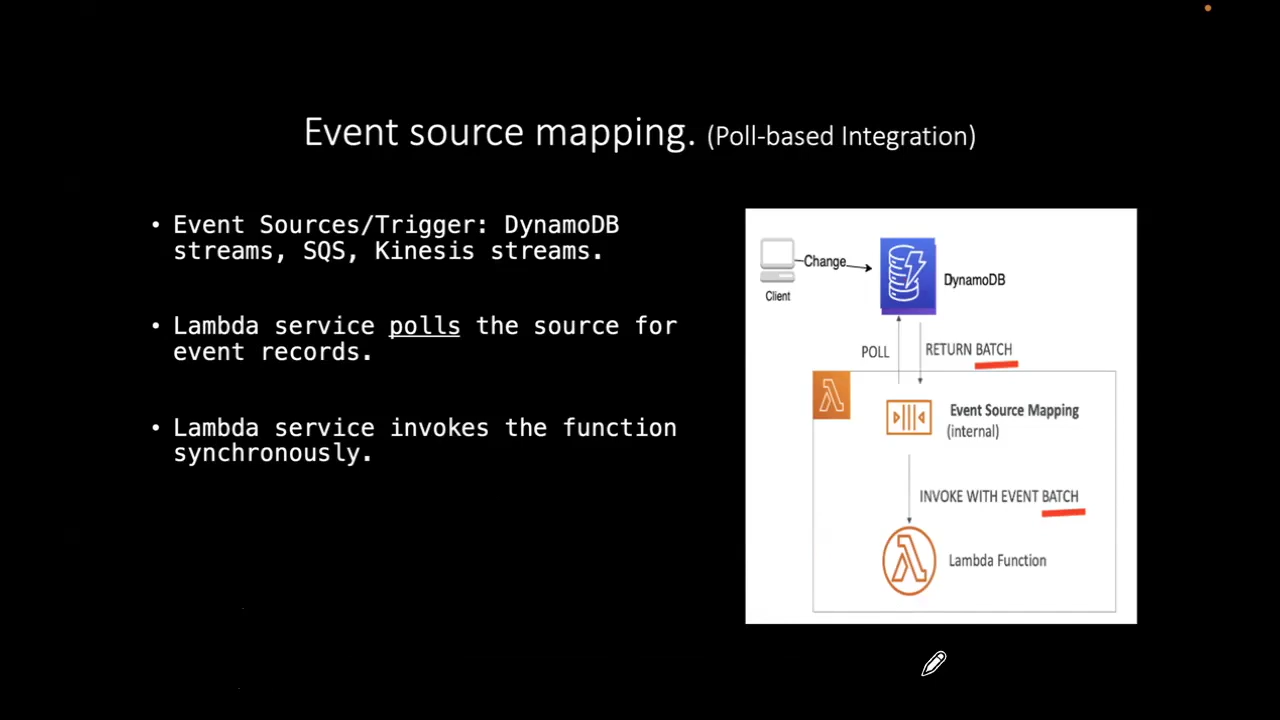 Event source mapping. (Poll-based Integration)
• Event Sources/Trigger: DynamoDB
streams, SQS, Kinesis streams.
• Lambda service polls the source for
event records.
• Lambda service invokes the function
synchronously.
Change
Client
DynamoDB
POLL
RETURN BATCH
Event Source Mapping
(internal)
INVOKE WITH EVENT BATCH
Lambda Function